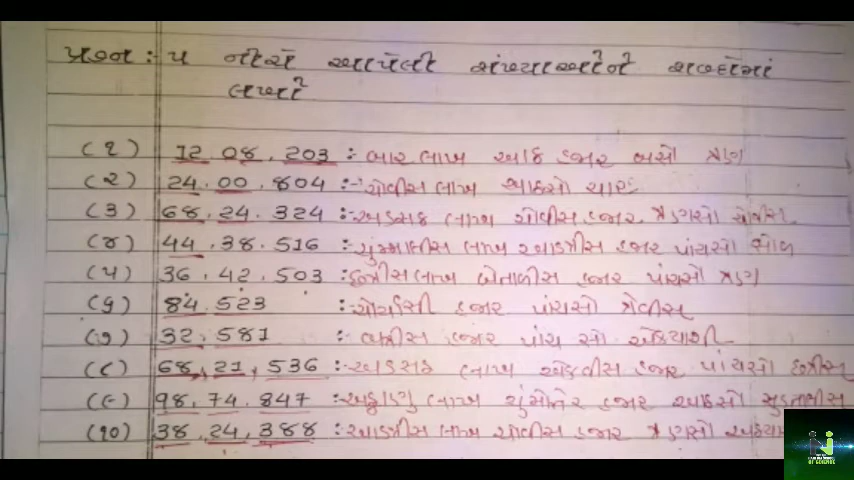 પ્રશ્ન : ૫ નીચે આપેલી સંખ્યાઓને શબ્દોમાં
લખો
(૧) 12.08.203 : બાર લાખ આઠ હજાર બસો ત્રણ
(૨) 24.00.804 :- ચોવીસ લાખ આઠસો ચાર
(૩) 68.24.324 : અડસઠ લાખ ચોવીસ હજાર ત્રણસો ચોવીસ
(૪) 44.38.516 : ચુમ્માલીસ લાખ આડત્રીસ હજાર પાંચસો સોળ
(૫) 36.42.503 : છત્રીસ લાખ બેતાળીસ હજાર પાંચસો ત્રણ
(૬) 84.523 : ચોર્યાસી હજાર પાંચસો ત્રેવીસ
(૭) 32,581 : બત્રીસ હજાર પાંચ સો એકયાશી
(૮) 68,21,536 : અડસઠ લાખ એકવીસ હજાર પાંચસો છત્રીસ
(૯) 98.74.847 : અઠ્ઠાણુ લાખ ચુંમોતેર હજાર આઠસો સુડતાલીસ
(૧૦) 38,24,388 : આડત્રીસ લાખ ચોવીસ હજાર ત્રણસો
OF SCIENCE